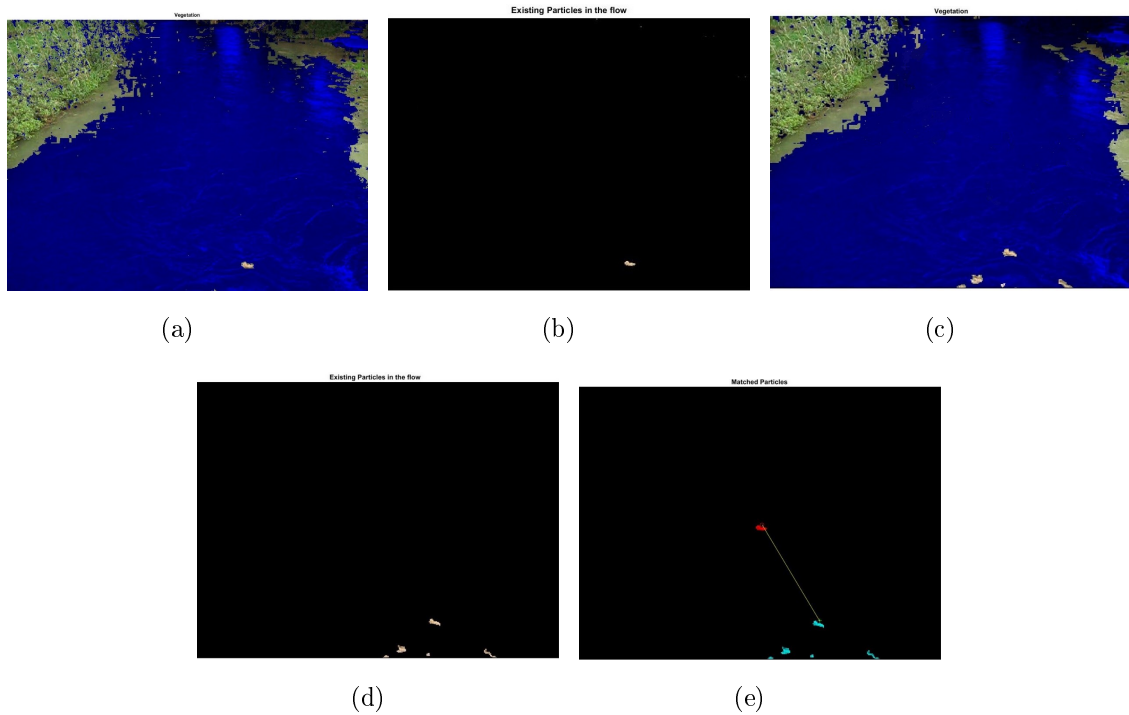 Vegetation
Existing Particles in the flow
Vegetation
(a)
(b)
(c)
Existing Particles in the flow
Matched Particles
(d)
(e)